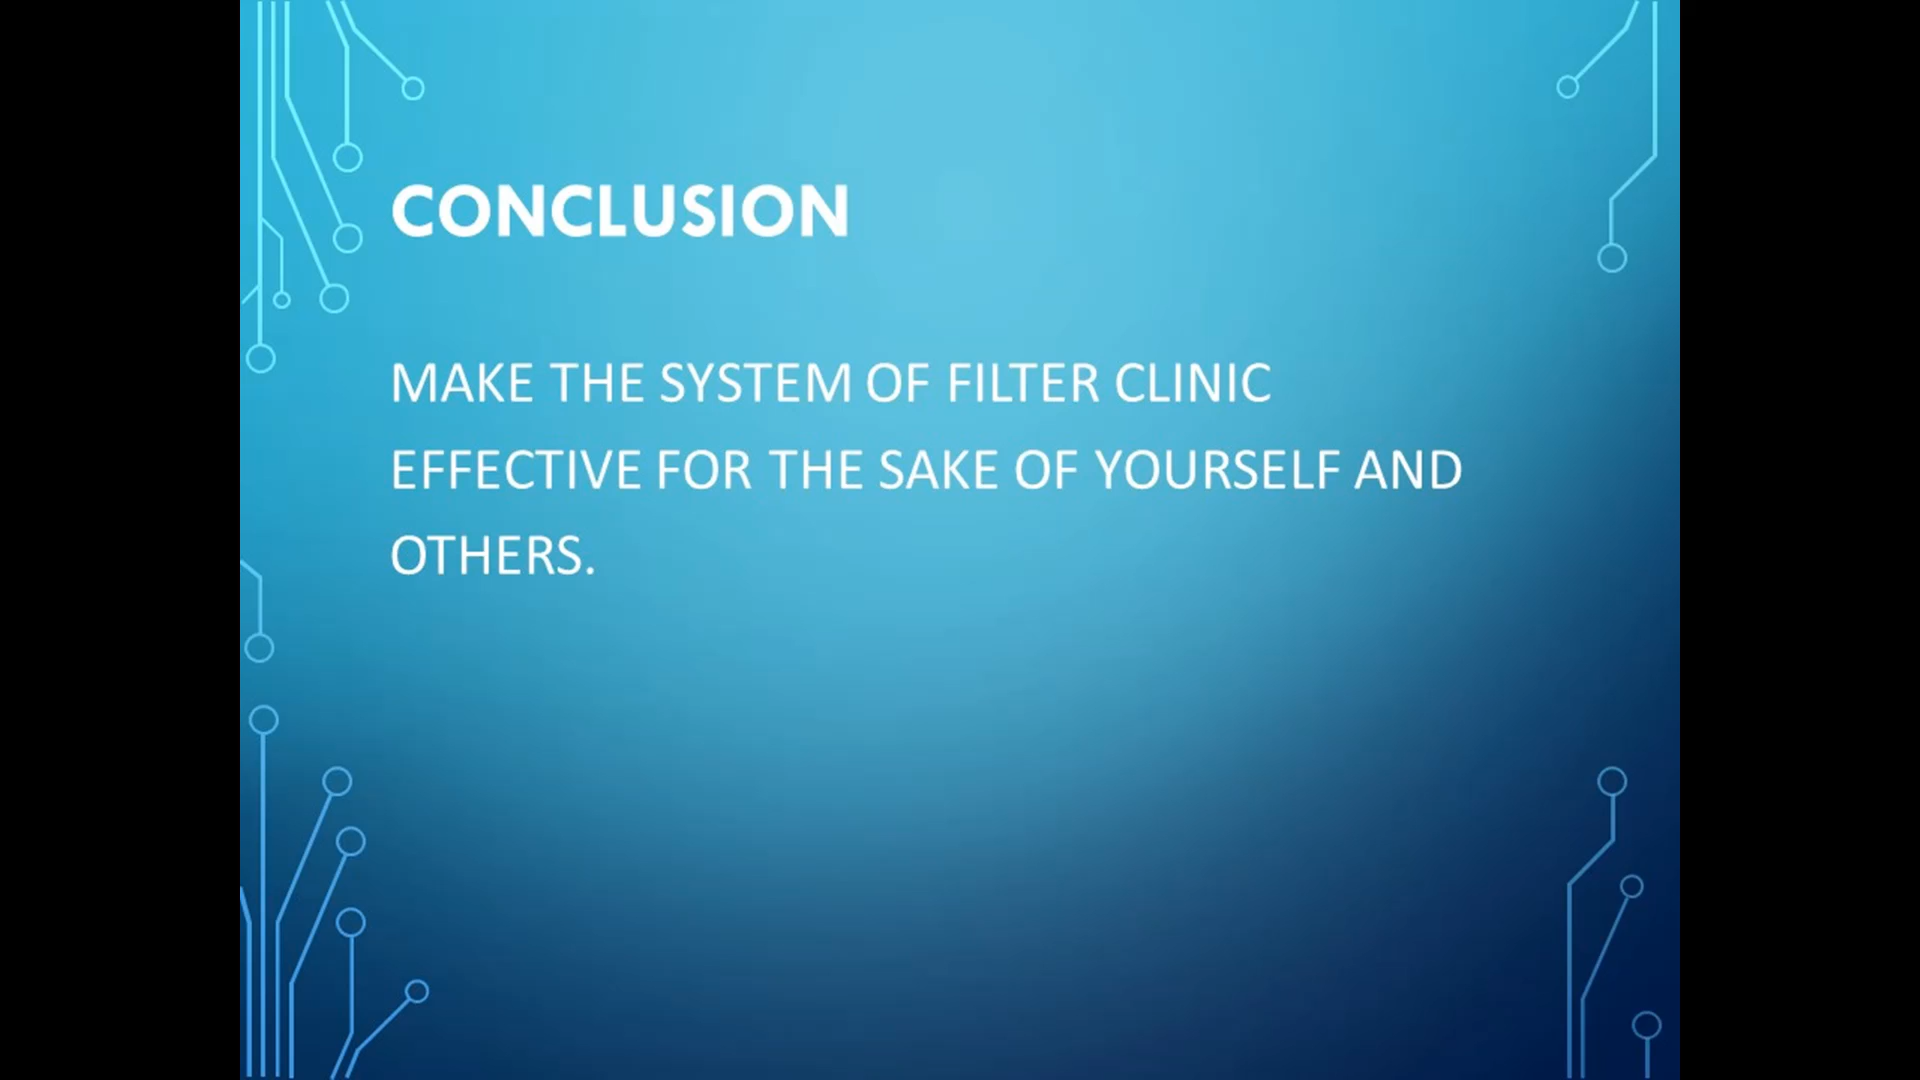 CONCLUSION
MAKE THE SYSTEM OF FILTER CLINIC
EFFECTIVE FOR THE SAKE OF YOURSELF AND
OTHERS.